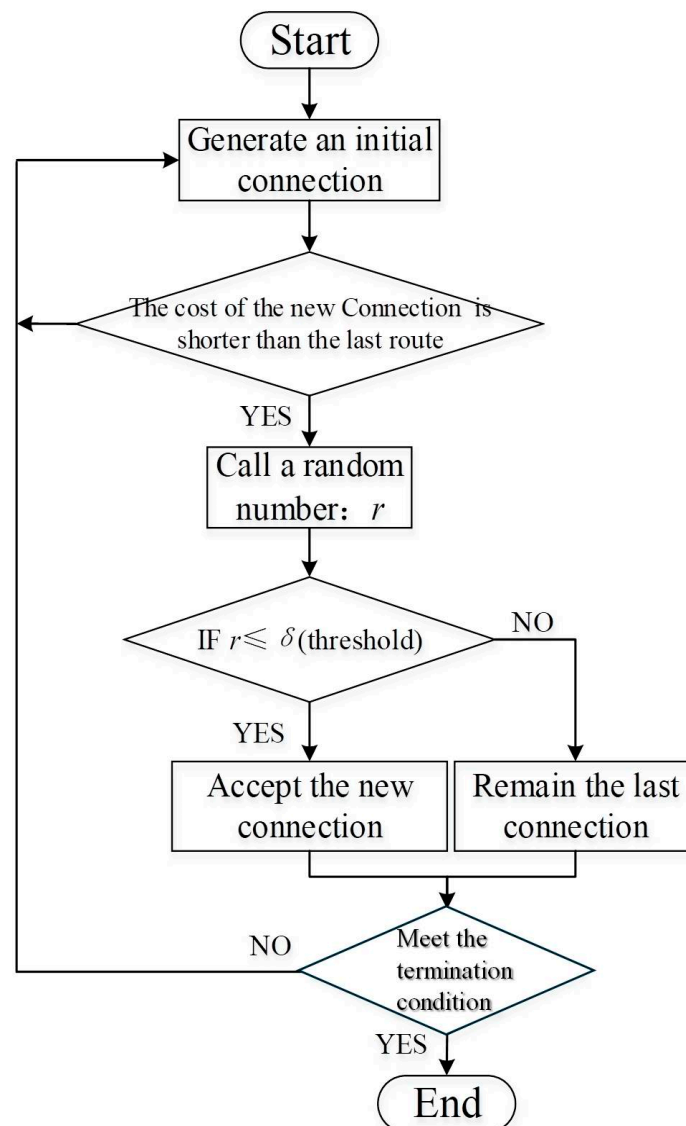 Start
Generate an initial
connection
The cost of the new Connection is
shorter than the last route
YES
Call a random
number: r
IF r≤ δ(threshold)
NO
YES
Accept the new
connection
Remain the last
connection
NO
Meet the
termination
condition
YES
End